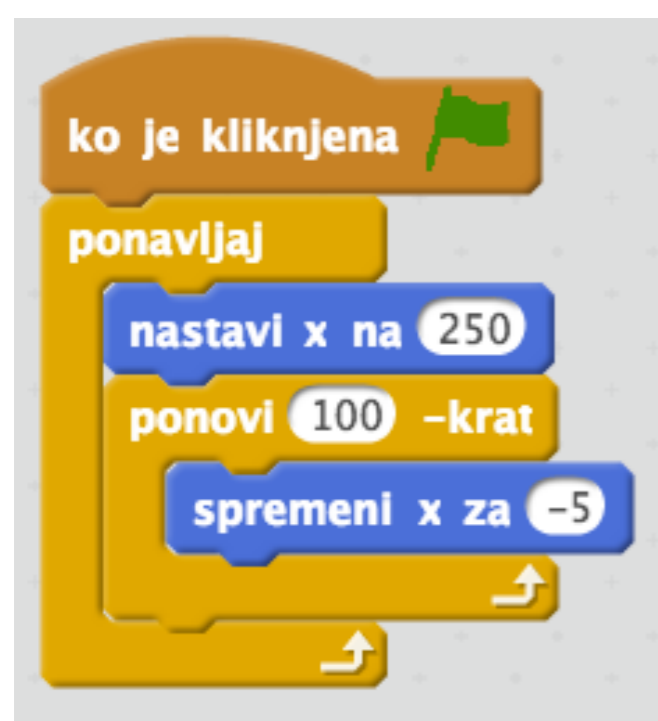 ko je kliknjena
ponavljaj
nastavi x na 250
ponovi 100 -krat
spremeni x za -5